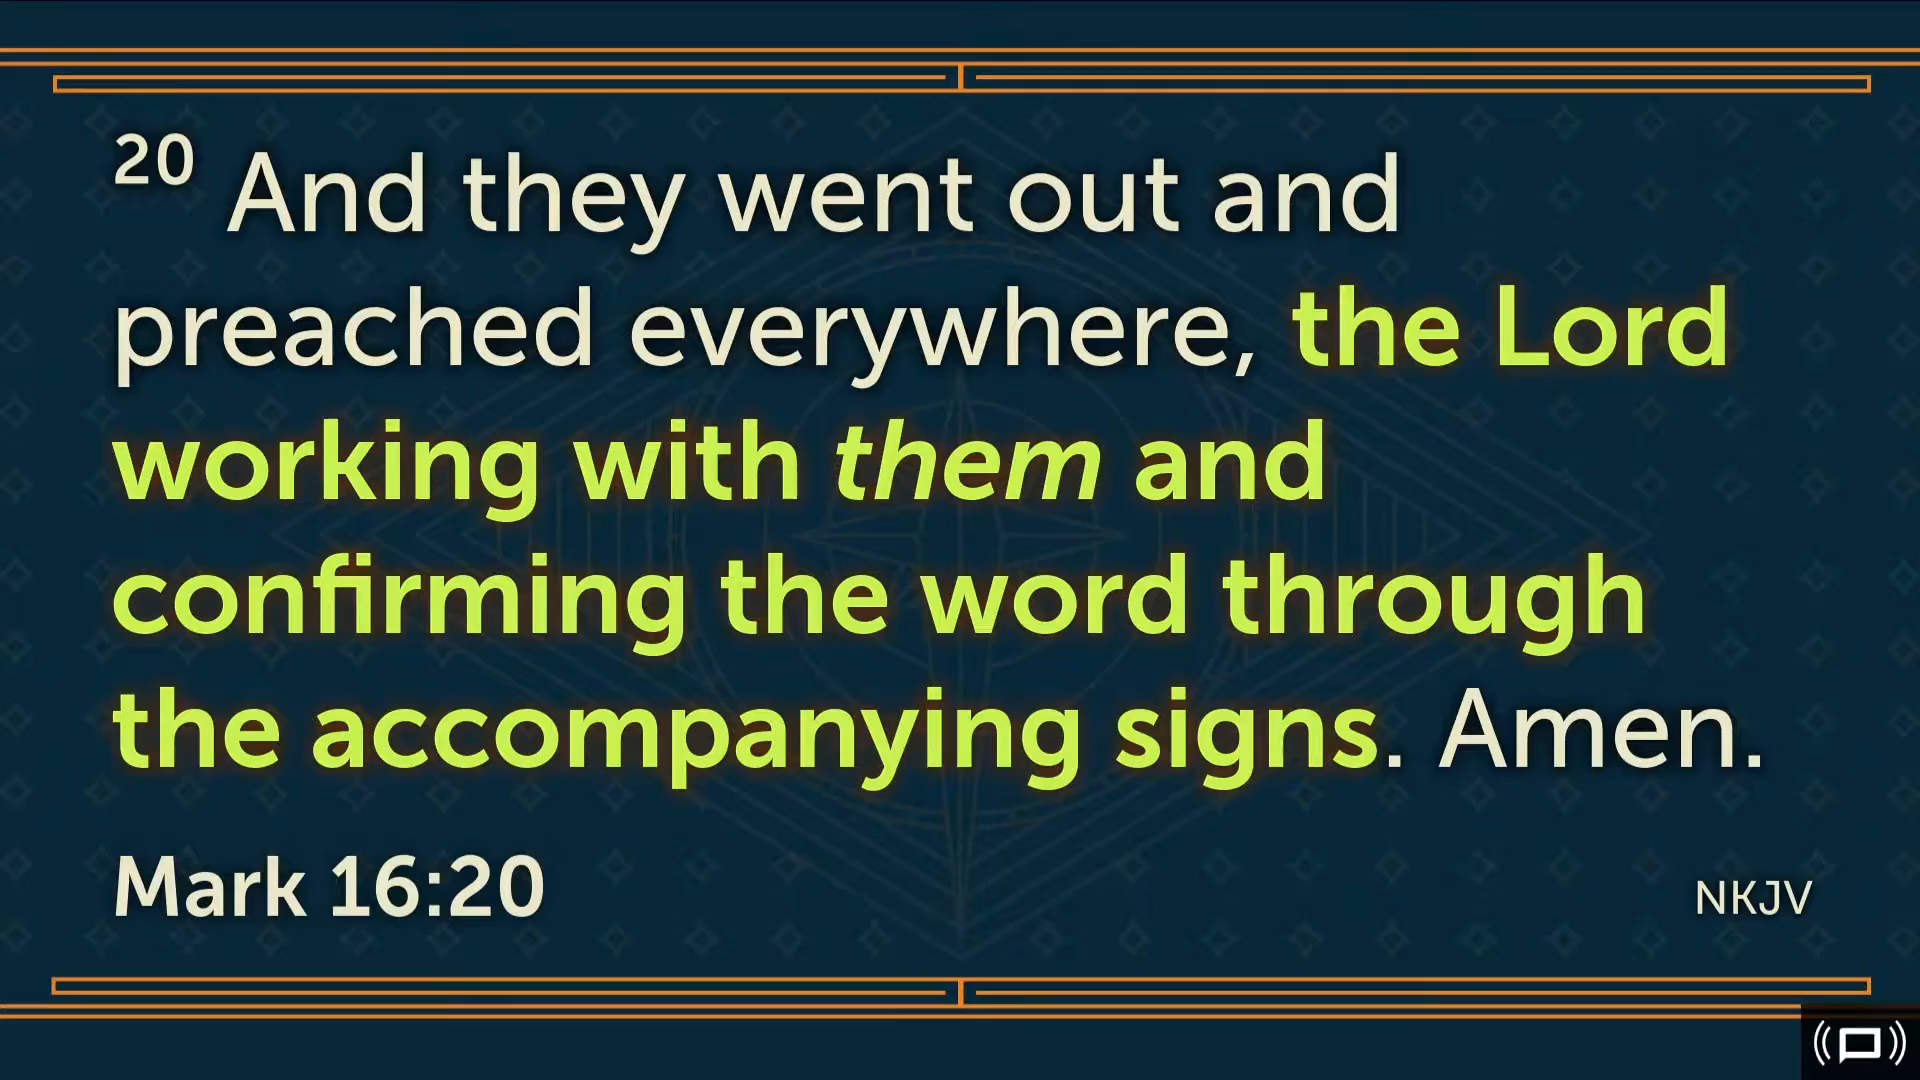 20 And they went out and
preached everywhere, the Lord
working with them and
confirming the word through
the accompanying signs. Amen.
Mark 16:20
NKJV